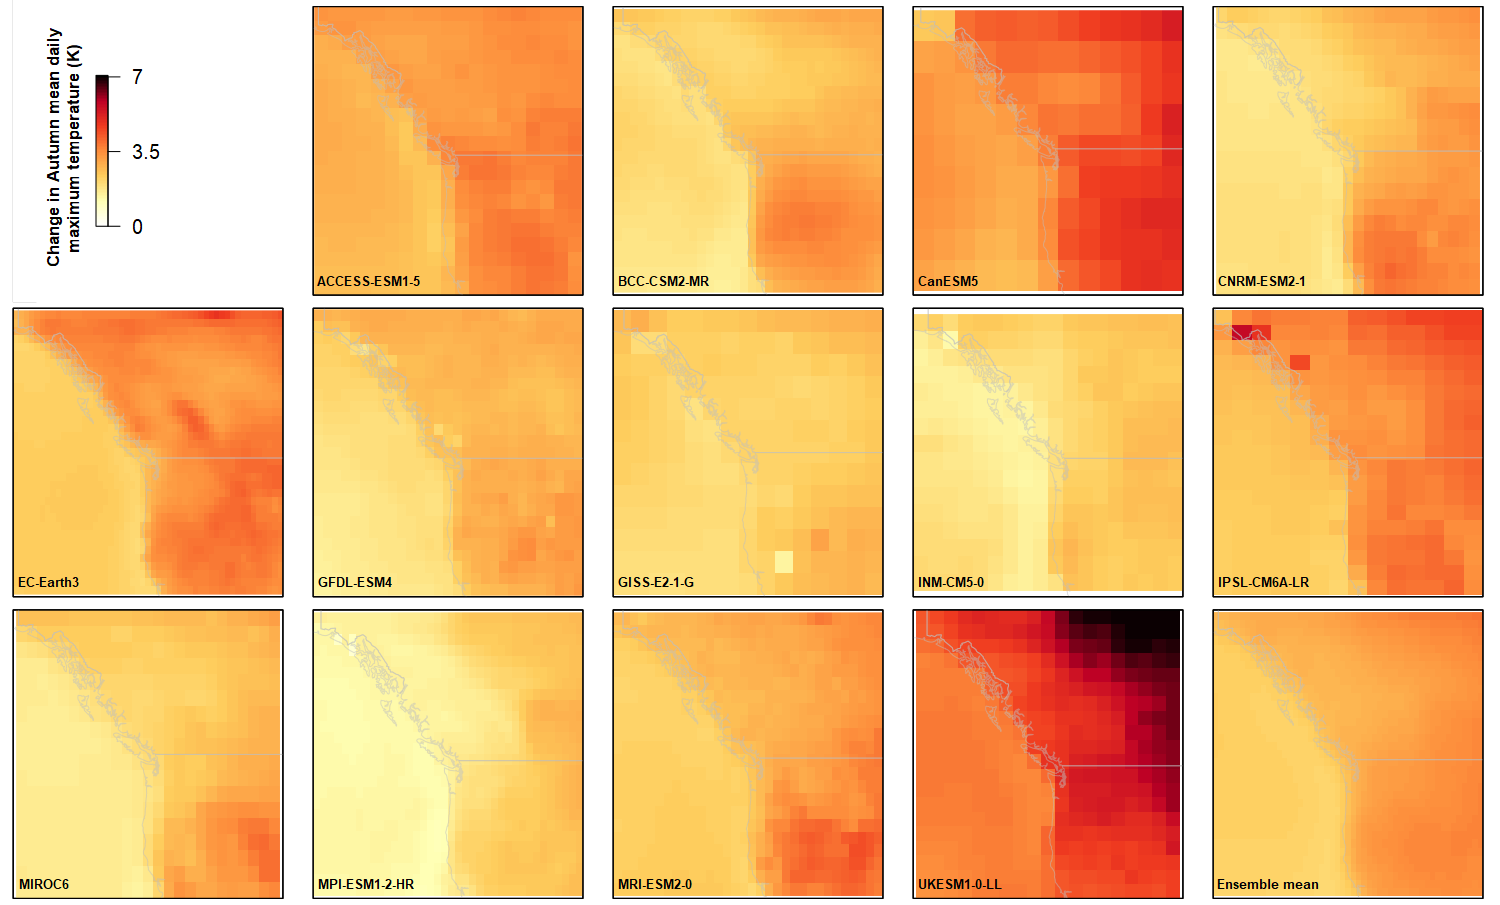 Change in Autumn mean daily
maximum temperature (K)
7
3.5
0
ACCESS-ESM1-5
BCC-CSM2-MR
CanESM5
CNRM-ESM2-1
EC-Earth3
GFDL-ESM4
GISS-E2-1-G
INM-CM5-0
IPSL-CM6A-LR
MIROC6
MPI-ESM1-2-HR
MRI-ESM2-0
UKESM1-0-LL
Ensemble mean